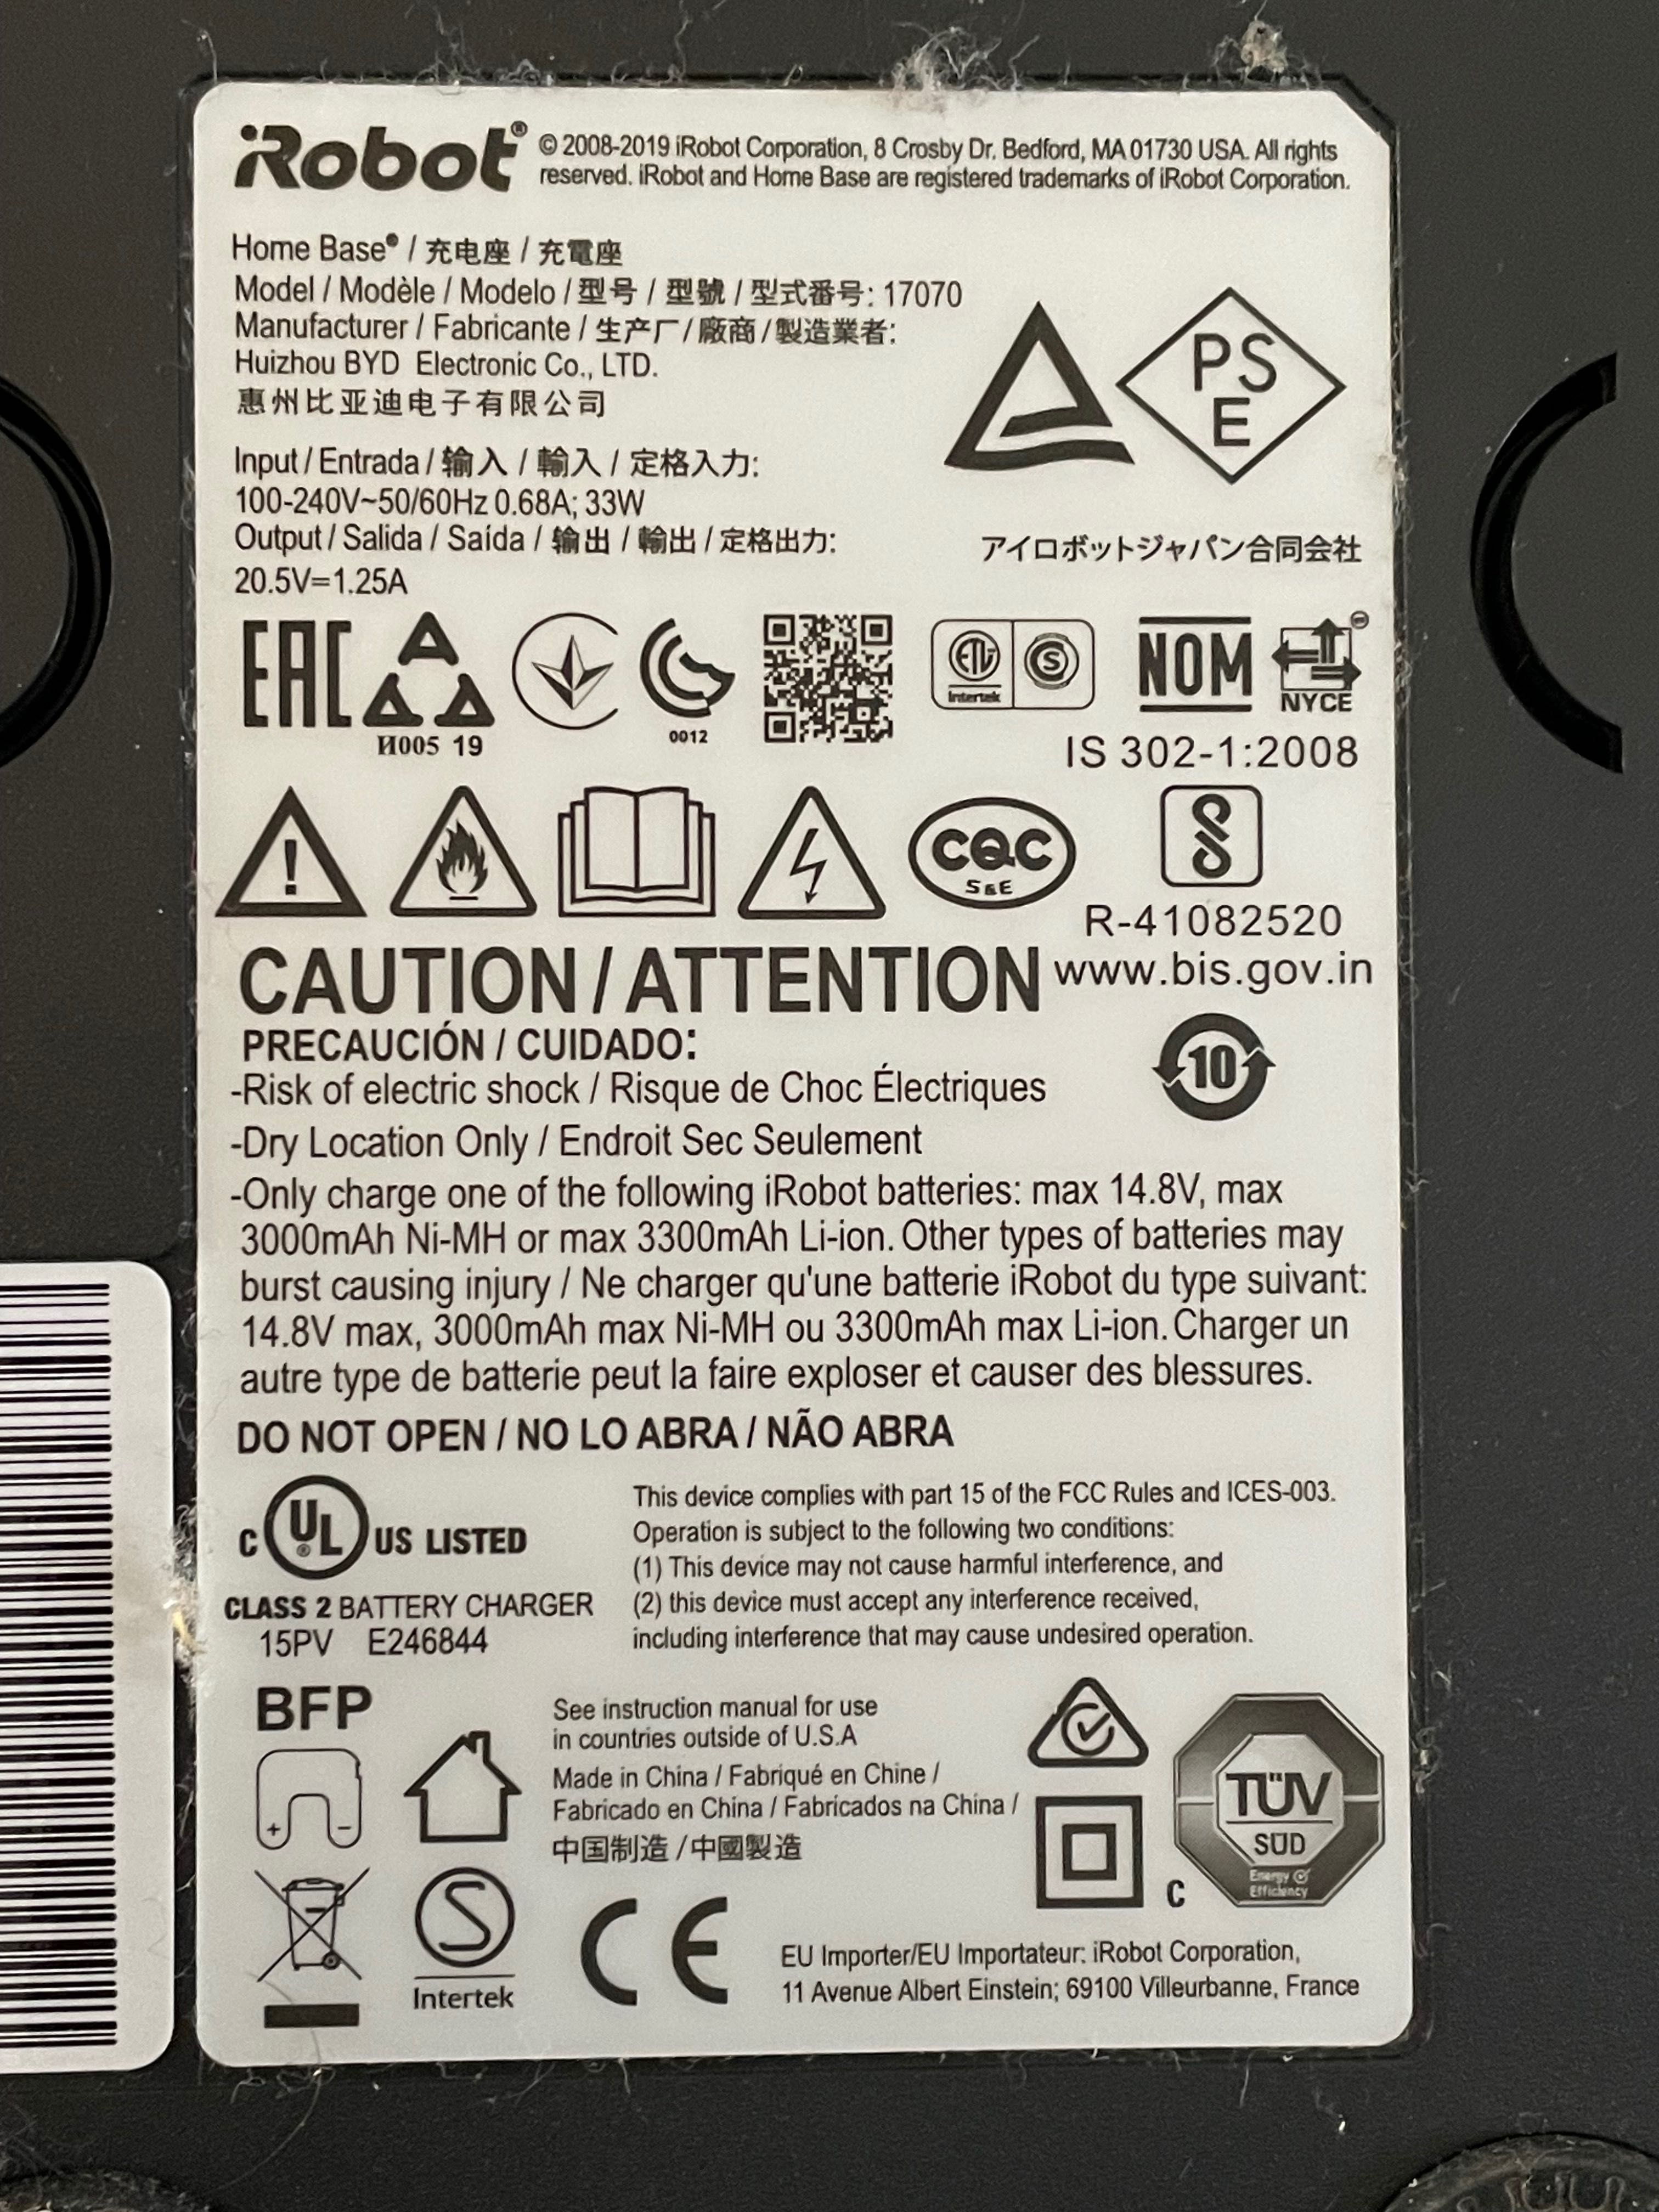 iRobot® © 2008-2019 iRobot Corporation, 8 Crosby Dr. Bedford, MA 01730 USA. All rights
reserved. iRobot and Home Base are registered trademarks of iRobot Corporation.
Home Base® / 充电座 / 充電座
Model / Modèle / Modelo / 型号 / 型號 / 型式番号: 17070
Manufacturer / Fabricante / 生产厂 / 廠商 / 製造業者:
Huizhou BYD Electronic Co., LTD.
惠州比亚迪电子有限公司
PS
E
Input / Entrada / 输入 / 輸入 / 定格入力:
100-240V~50/60Hz 0.68A; 33W
Output / Salida / Saída / 输出 / 輸出 / 定格出力:
20.5V=1.25A
アイロボットジャパン合同会社
EAC
И005 19
0012
ETL
Intertek
S
NOM
NYCE
IS 302-1:2008
!
CQC
S&E
R-41082520
www.bis.gov.in
CAUTION / ATTENTION
PRECAUCIÓN / CUIDADO:
10
-Risk of electric shock / Risque de Choc Électriques
-Dry Location Only / Endroit Sec Seulement
-Only charge one of the following iRobot batteries: max 14.8V, max
3000mAh Ni-MH or max 3300mAh Li-ion. Other types of batteries may
burst causing injury / Ne charger qu'une batterie iRobot du type suivant:
14.8V max, 3000mAh max Ni-MH ou 3300mAh max Li-ion. Charger un
autre type de batterie peut la faire exploser et causer des blessures.
DO NOT OPEN / NO LO ABRA / NÃO ABRA
C UL® US LISTED
CLASS 2 BATTERY CHARGER
15PV E246844
This device complies with part 15 of the FCC Rules and ICES-003.
Operation is subject to the following two conditions:
(1) This device may not cause harmful interference, and
(2) this device must accept any interference received,
including interference that may cause undesired operation.
BFP
+ −
See instruction manual for use
in countries outside of U.S.A
Made in China / Fabriqué en Chine /
Fabricado en China / Fabricados na China /
中国制造 / 中國製造
C
TÜV
SÜD
Energy
Efficiency
S
Intertek
CE
EU Importer/EU Importateur: iRobot Corporation,
11 Avenue Albert Einstein; 69100 Villeurbanne, France